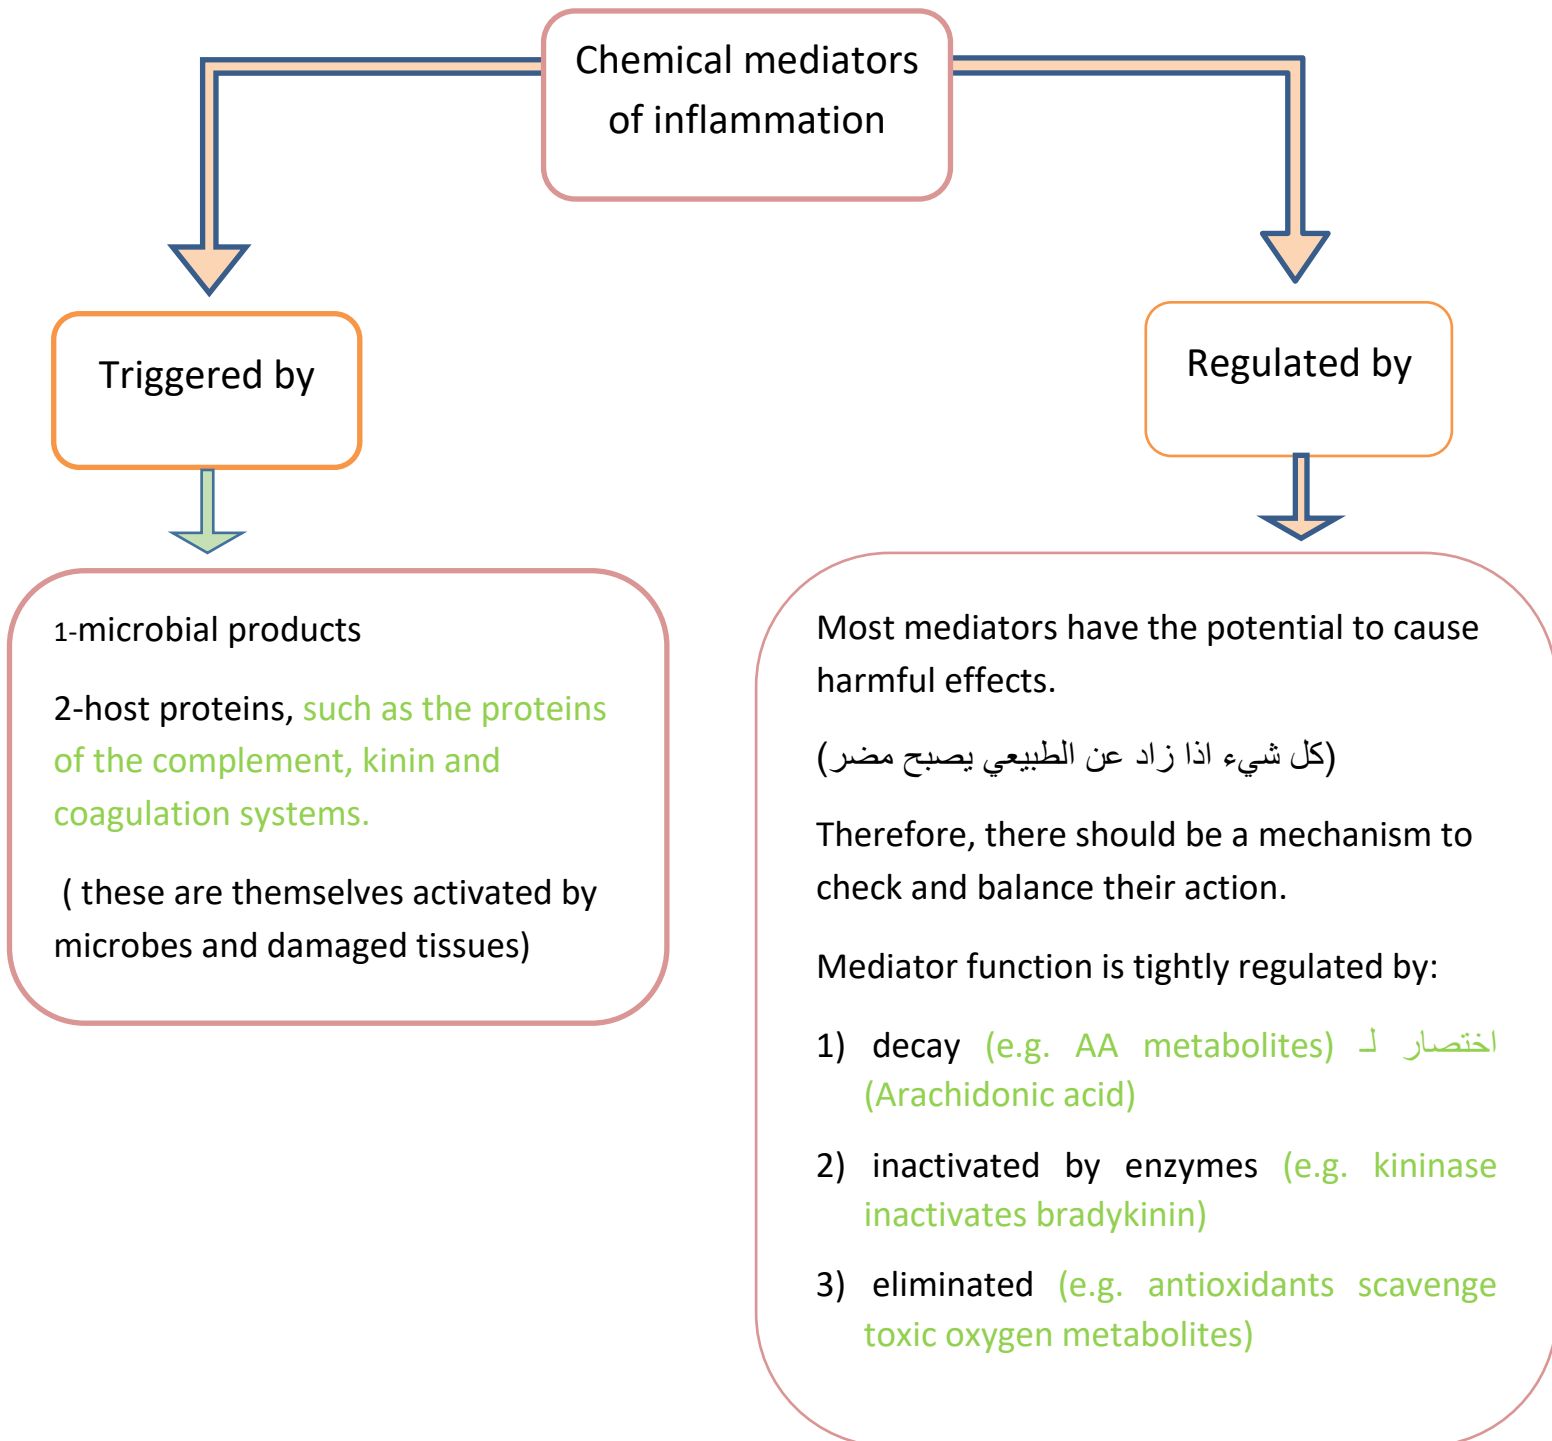 Chemical mediators
of inflammation
Triggered by
Regulated by
1-microbial products
2-host proteins, such as the proteins
of the complement, kinin and
coagulation systems.
( these are themselves activated by
microbes and damaged tissues)
Most mediators have the potential to cause
harmful effects.
(كل شيء اذا زاد عن الطبيعي يصبح مضر)
Therefore, there should be a mechanism to
check and balance their action.
Mediator function is tightly regulated by:
1) decay (e.g. AA metabolites) اختصار لـ
(Arachidonic acid)
2) inactivated by enzymes (e.g. kininase
inactivates bradykinin)
3) eliminated (e.g. antioxidants scavenge
toxic oxygen metabolites)